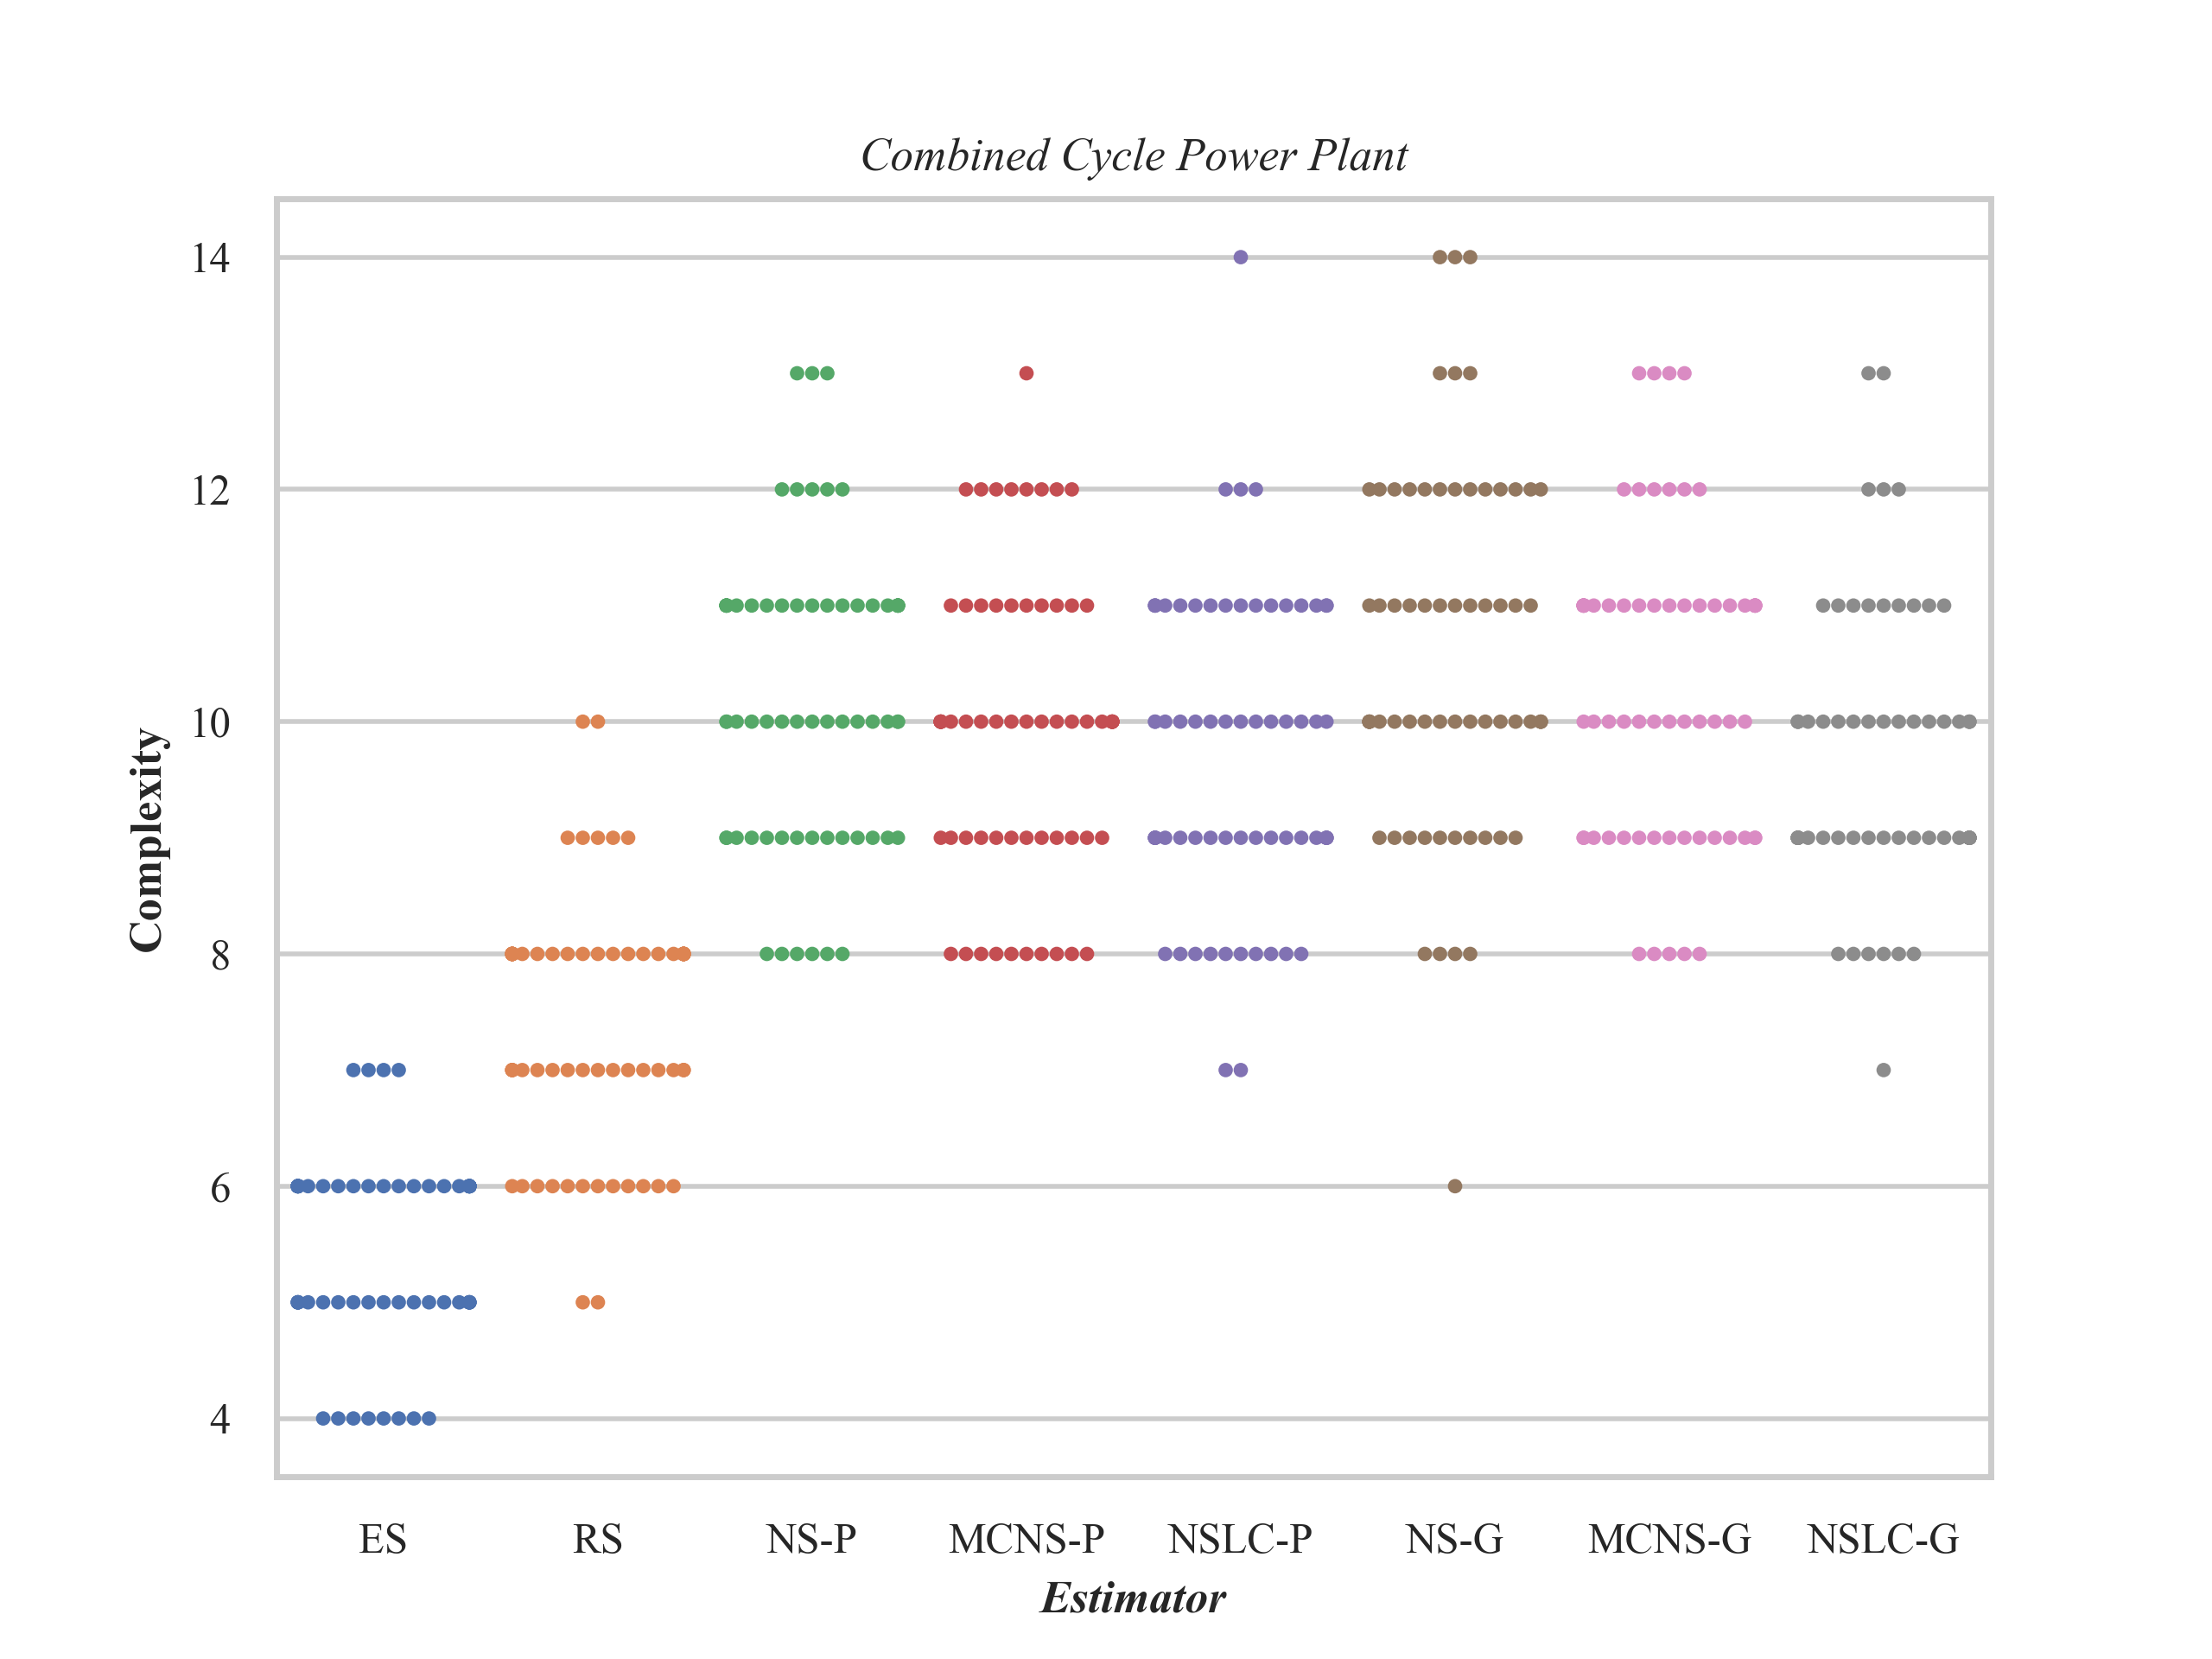 Combined Cycle Power Plant
14
12
10
8
6
4
Complexity
ES RS NS-P MCNS-P NSLC-P NS-G MCNS-G NSLC-G
Estimator